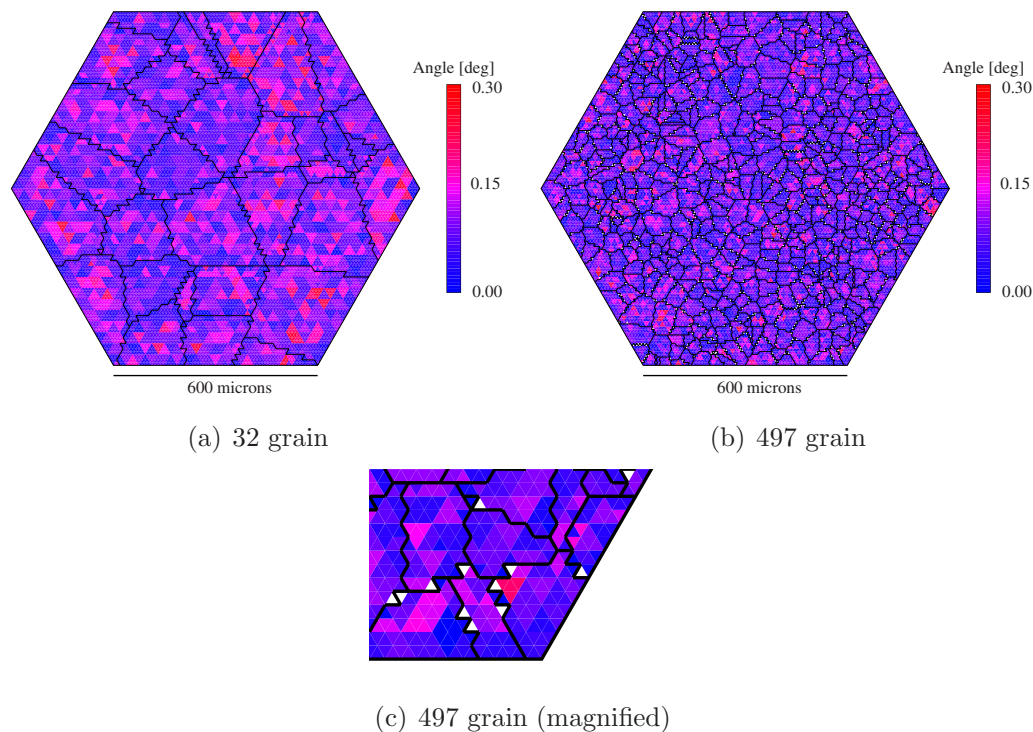 Angle [deg]
0.30
0.15
0.00
600 microns
(a) 32 grain
Angle [deg]
0.30
0.15
0.00
600 microns
(b) 497 grain
(c) 497 grain (magnified)